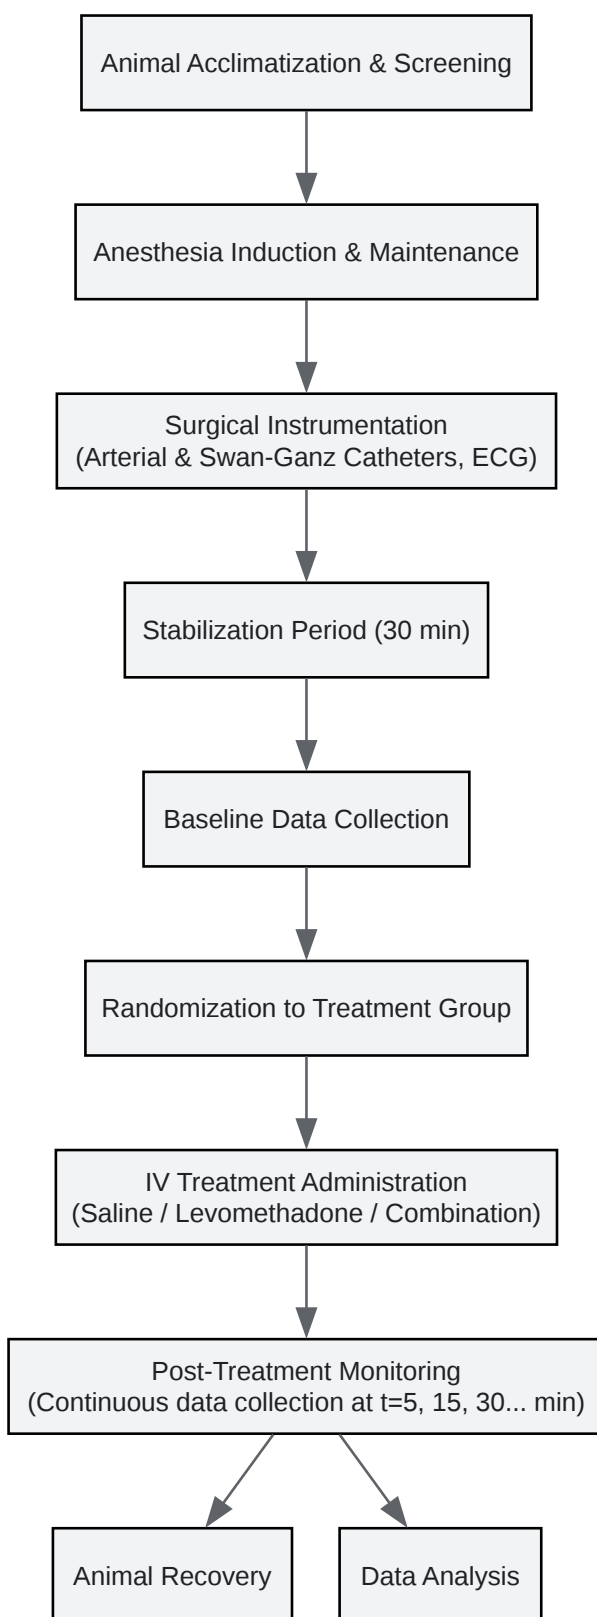 Animal Acclimatization & Screening
Anesthesia Induction & Maintenance
Surgical Instrumentation
(Arterial & Swan-Ganz Catheters, ECG)
Stabilization Period (30 min)
Baseline Data Collection
Randomization to Treatment Group
IV Treatment Administration
(Saline / Levomethadone / Combination)
Post-Treatment Monitoring
(Continuous data collection at t=5, 15, 30... min)
Animal Recovery
Data Analysis